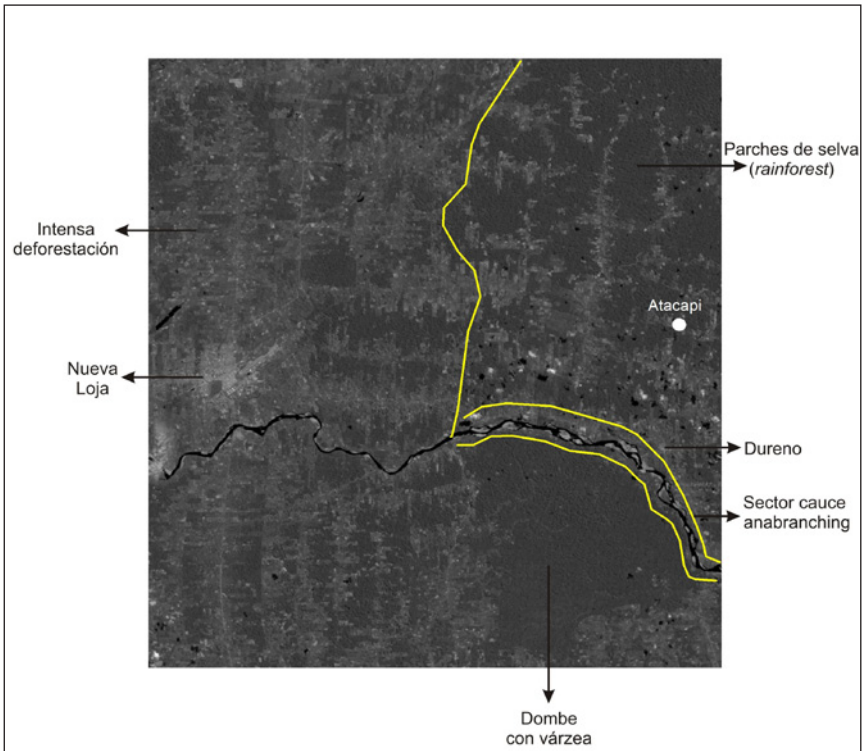 Parches de selva
(rainforest)
Intensa
deforestación
Atacapi
Nueva
Loja
Dureno
Sector cauce
anabranching
Dombe
con várzea